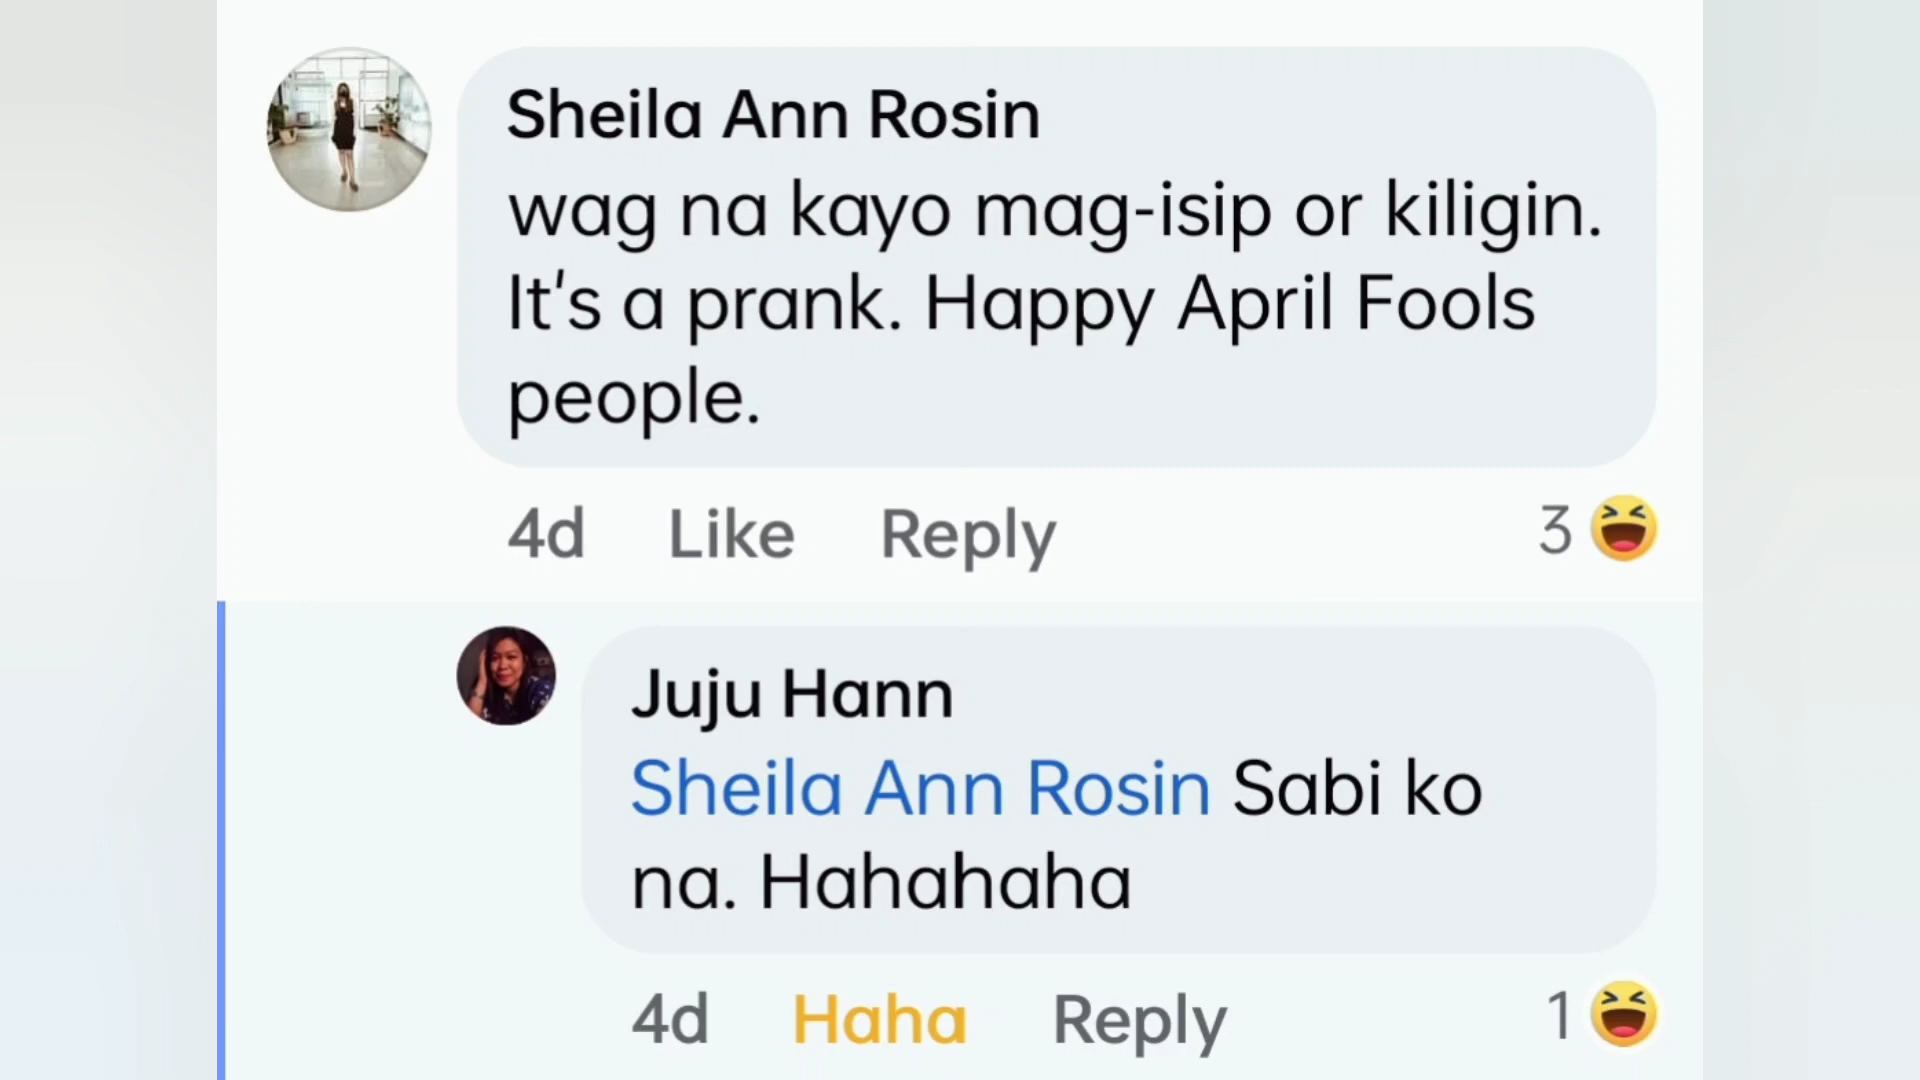 Sheila Ann Rosin
wag na kayo mag-isip or kiligin.
It's a prank. Happy April Fools
people.
4d Like Reply 3
Juju Hann
Sheila Ann Rosin Sabi ko
na. Hahahaha
4d Haha Reply 1